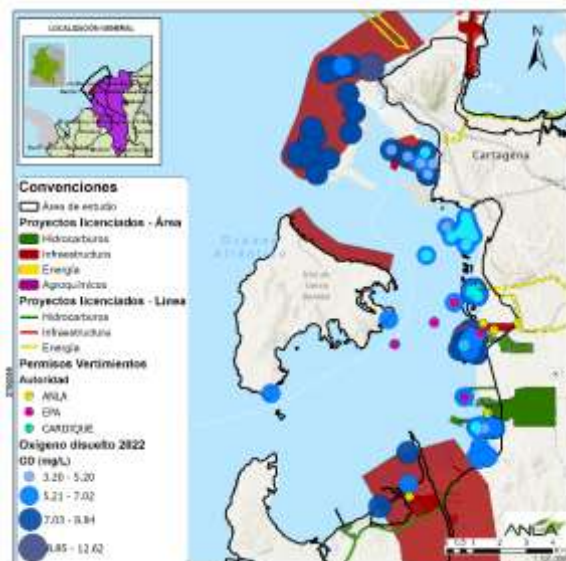 LOCALIZACIÓN GENERAL
N
Cartagena
Convenciones
Área de estudio
Proyectos licenciados - Área
Hidrocarburos
Infraestructura
Energía
Agroquímicos
Proyectos licenciados - Línea
Hidrocarburos
Infraestructura
Energía
Permisos Vertimientos
Autoridad
ANLA
EPA
CARDIQUE
Oxígeno disuelto 2022
OD (mg/L)
3.20 - 5.20
5.21 - 7.02
7.03 - 8.84
8.85 - 12.62
ANLA